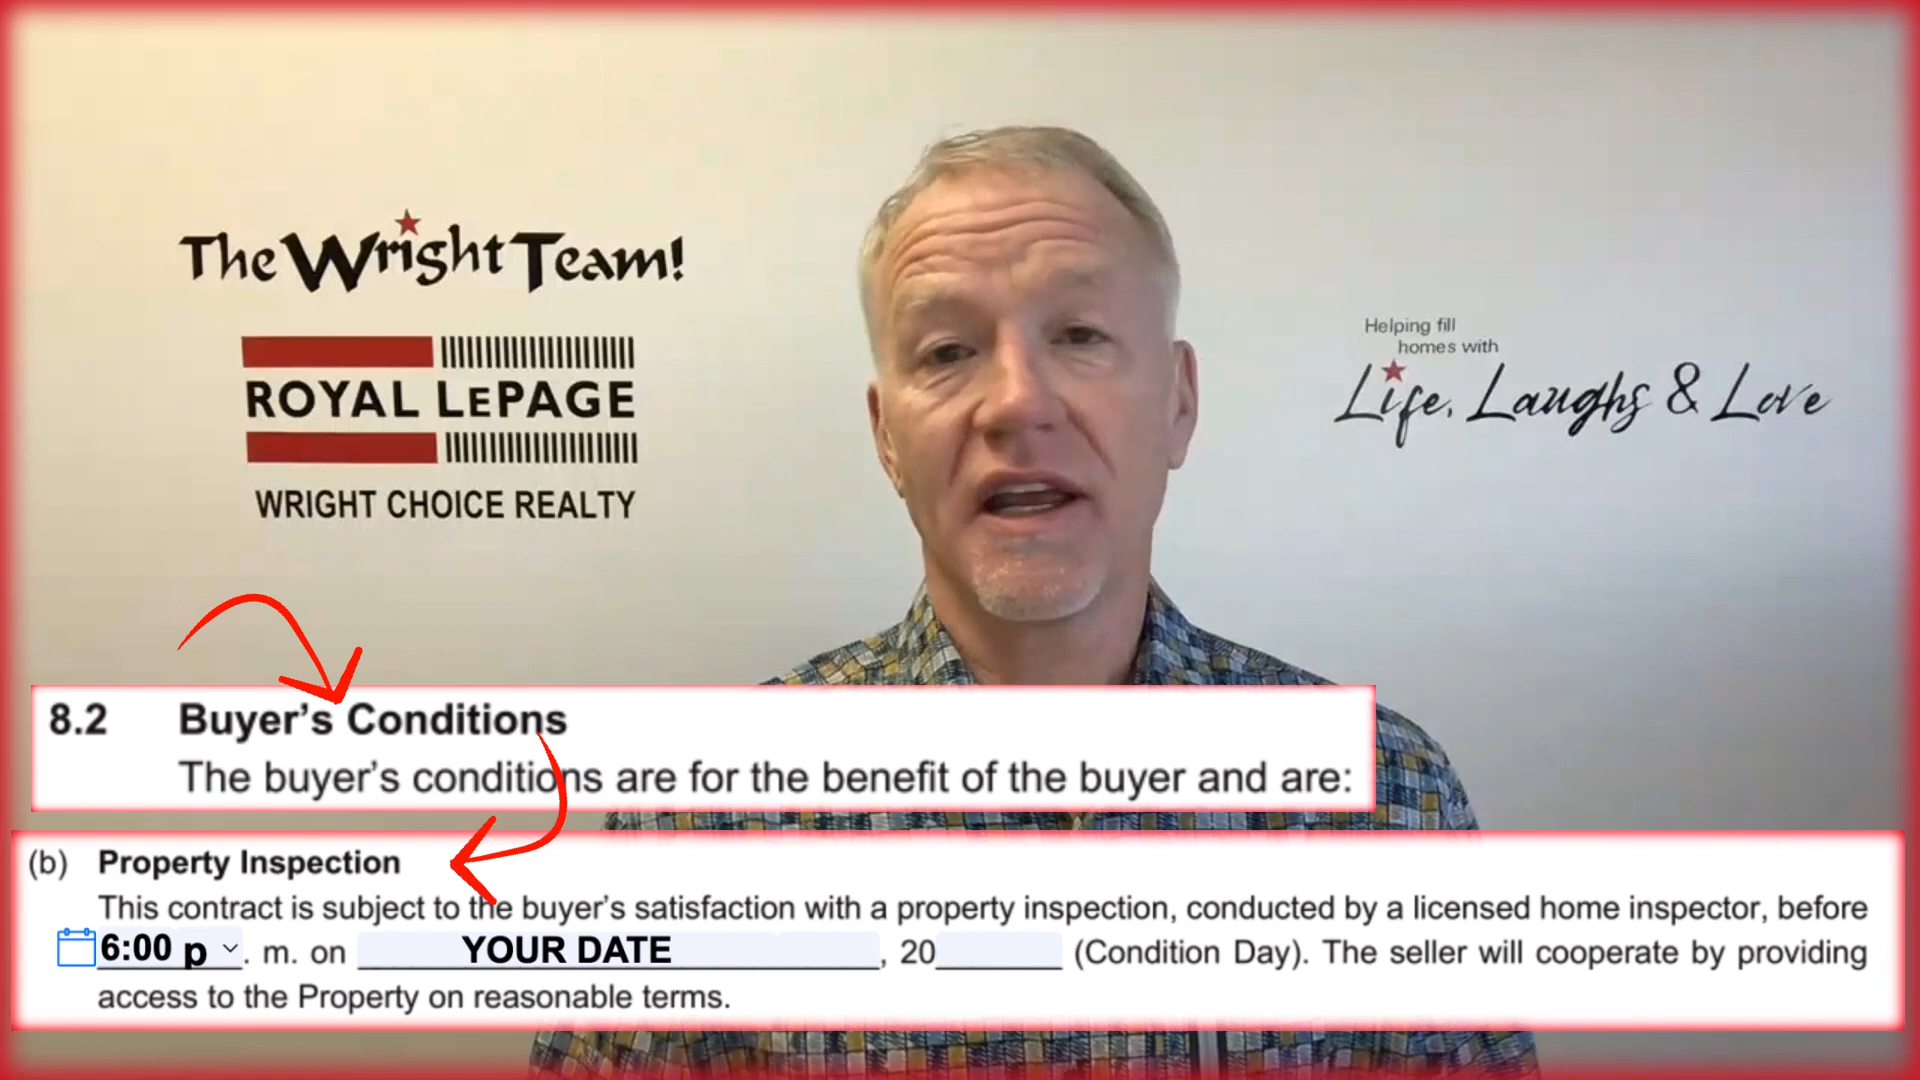 The Wright Team!
ROYAL LEPAGE
WRIGHT CHOICE REALTY
Helping fill
homes with
Life, Laughs & Love
8.2 Buyer's Conditions
The buyer's conditions are for the benefit of the buyer and are:
(b) Property Inspection
This contract is subject to the buyer's satisfaction with a property inspection, conducted by a licensed home inspector, before
6:00 p . m. on YOUR DATE , 20 (Condition Day). The seller will cooperate by providing
access to the Property on reasonable terms.